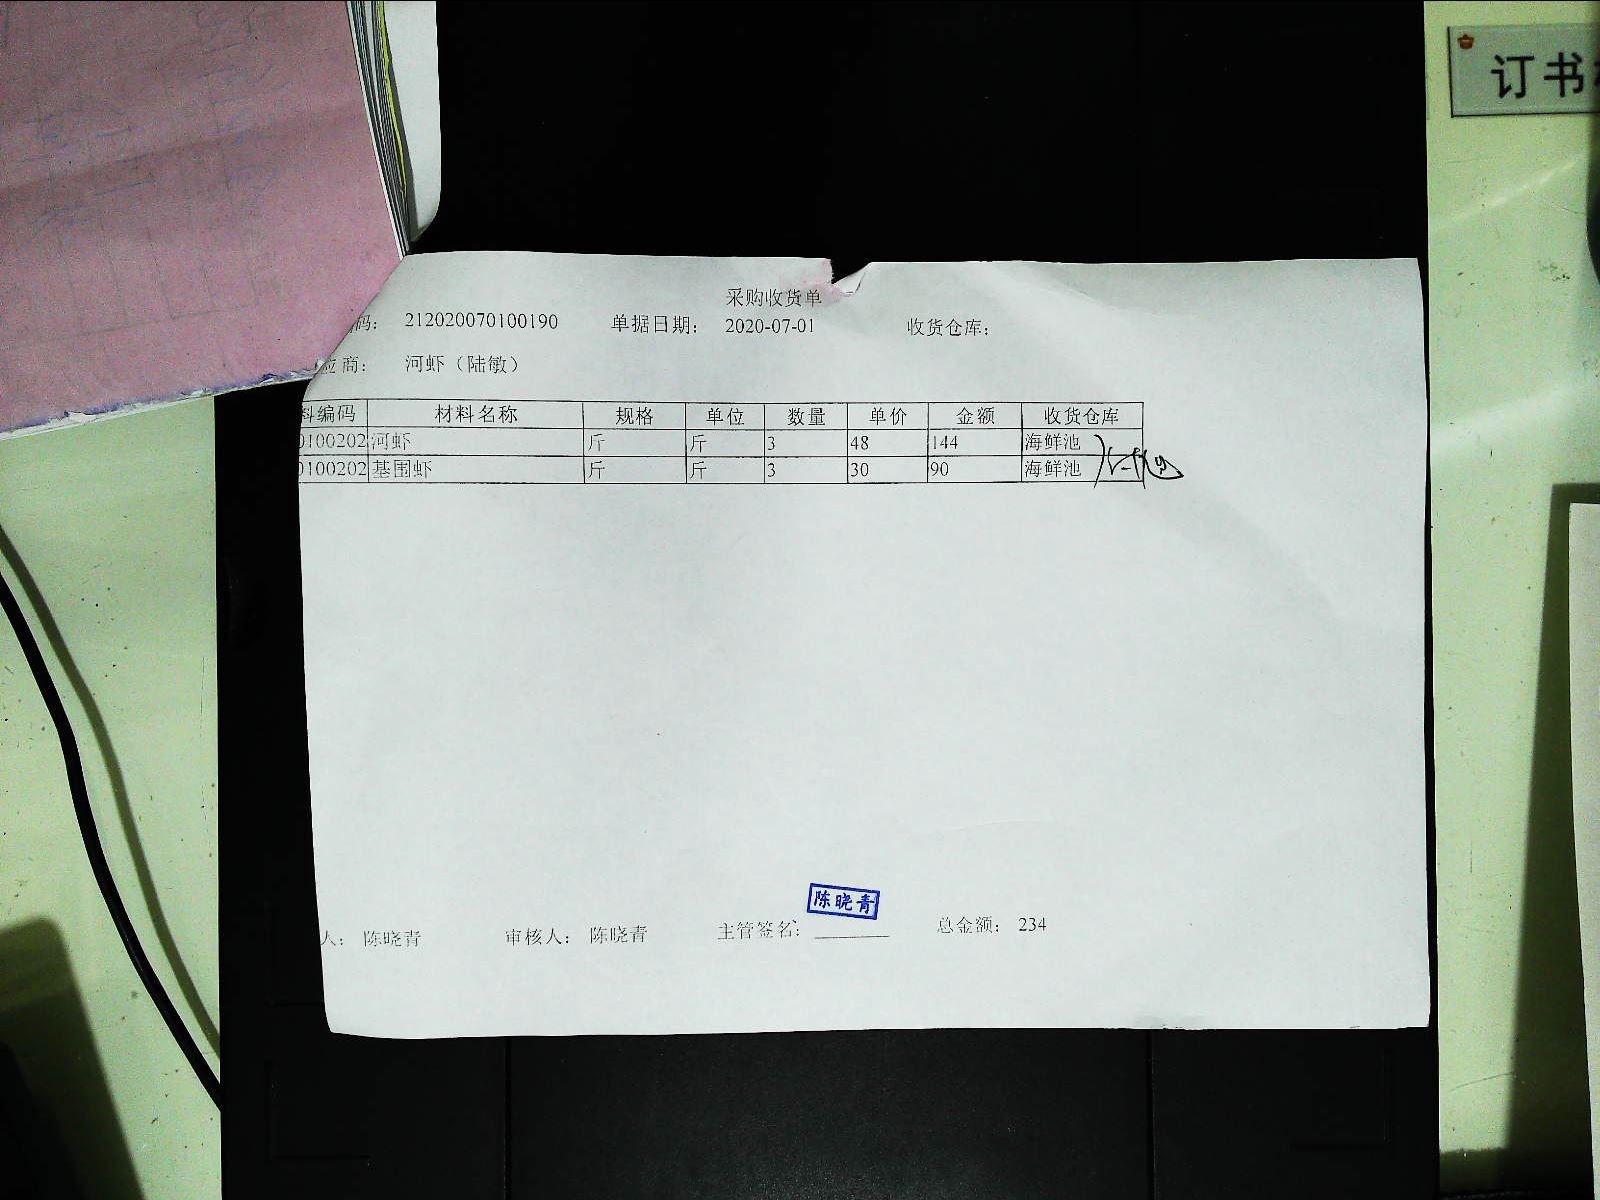 订书
采购收货单
码： 212020070100190 单据日期： 2020-07-01 收货仓库：
应商： 河虾（陆敏）
料编码 材料名称 规格 单位 数量 单价 金额 收货仓库
0100202 河虾 斤 斤 3 48 144 海鲜池
0100202 基围虾 斤 斤 3 30 90 海鲜池
陈晓青
人： 陈晓青 审核人： 陈晓青 主管签名： 总金额： 234